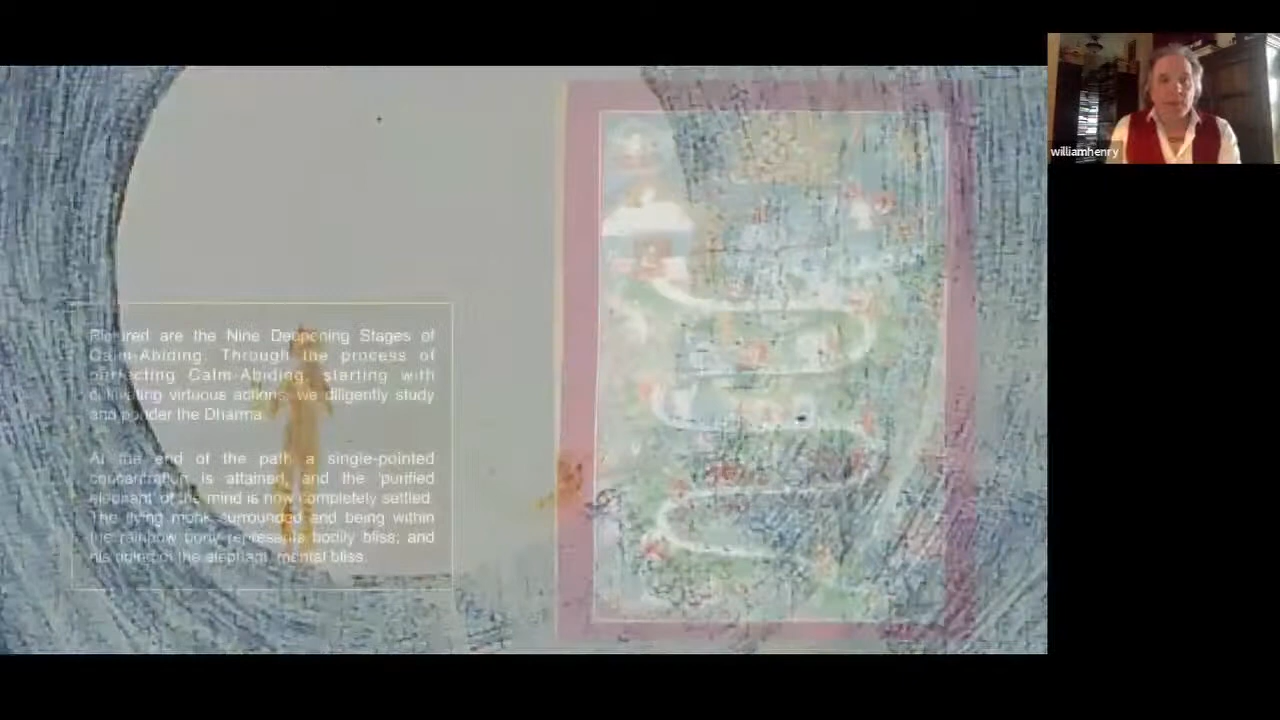 Pictured are the Nine Deepening Stages of
Calm-Abiding. Through the process of
perfecting Calm-Abiding, starting with
cultivating virtuous actions, we diligently study
and ponder the Dharma.
At the end of the path a single-pointed
concentration is attained, and the 'purified
elephant' of the mind is now completely settled.
The flying monk surrounded and being within
the rainbow body represents bodily bliss; and
his riding of the elephant, mental bliss.
williamhenry